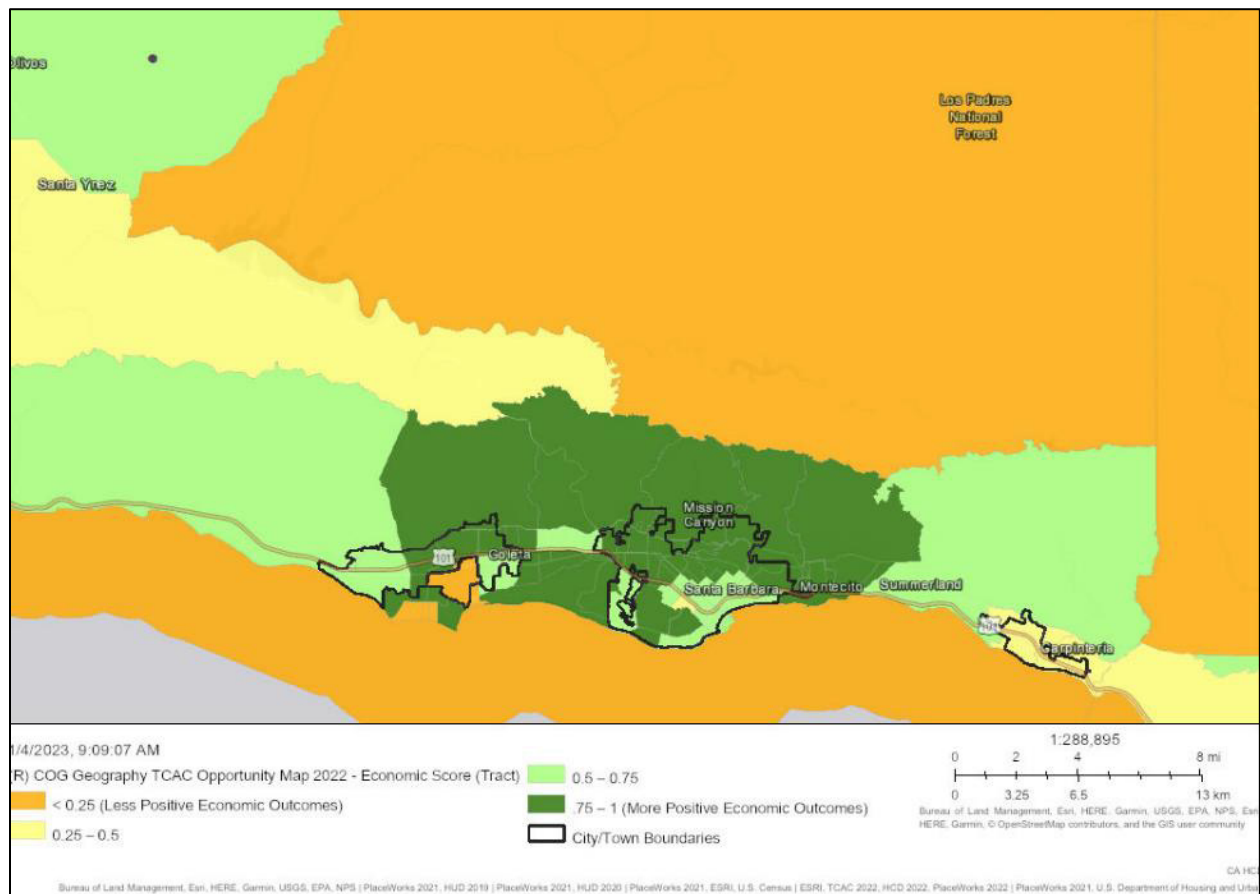 Los Padres
National
Forest
Santa Ynez
Mission
Canyon
101
Goleta
Santa Barbara
Montecito
Summerland
101
Carpinteria
1/4/2023, 9:09:07 AM
(R) COG Geography TCAC Opportunity Map 2022 - Economic Score (Tract)
< 0.25 (Less Positive Economic Outcomes)
0.25 – 0.5
0.5 – 0.75
.75 – 1 (More Positive Economic Outcomes)
City/Town Boundaries
1:288,895
0 2 4 8 mi
0 3.25 6.5 13 km
Bureau of Land Management, Esri, HERE, Garmin, USGS, EPA, NPS, Esri
HERE, Garmin, © OpenStreetMap contributors, and the GIS user community
Bureau of Land Management, Esri, HERE, Garmin, USGS, EPA, NPS | PlaceWorks 2021, HUD 2019 | PlaceWorks 2021, HUD 2020 | PlaceWorks 2021, ESRI, U.S. Census | ESRI, TCAC 2022, HCD 2022, PlaceWorks 2022 | PlaceWorks 2021, U.S. Department of Housing and